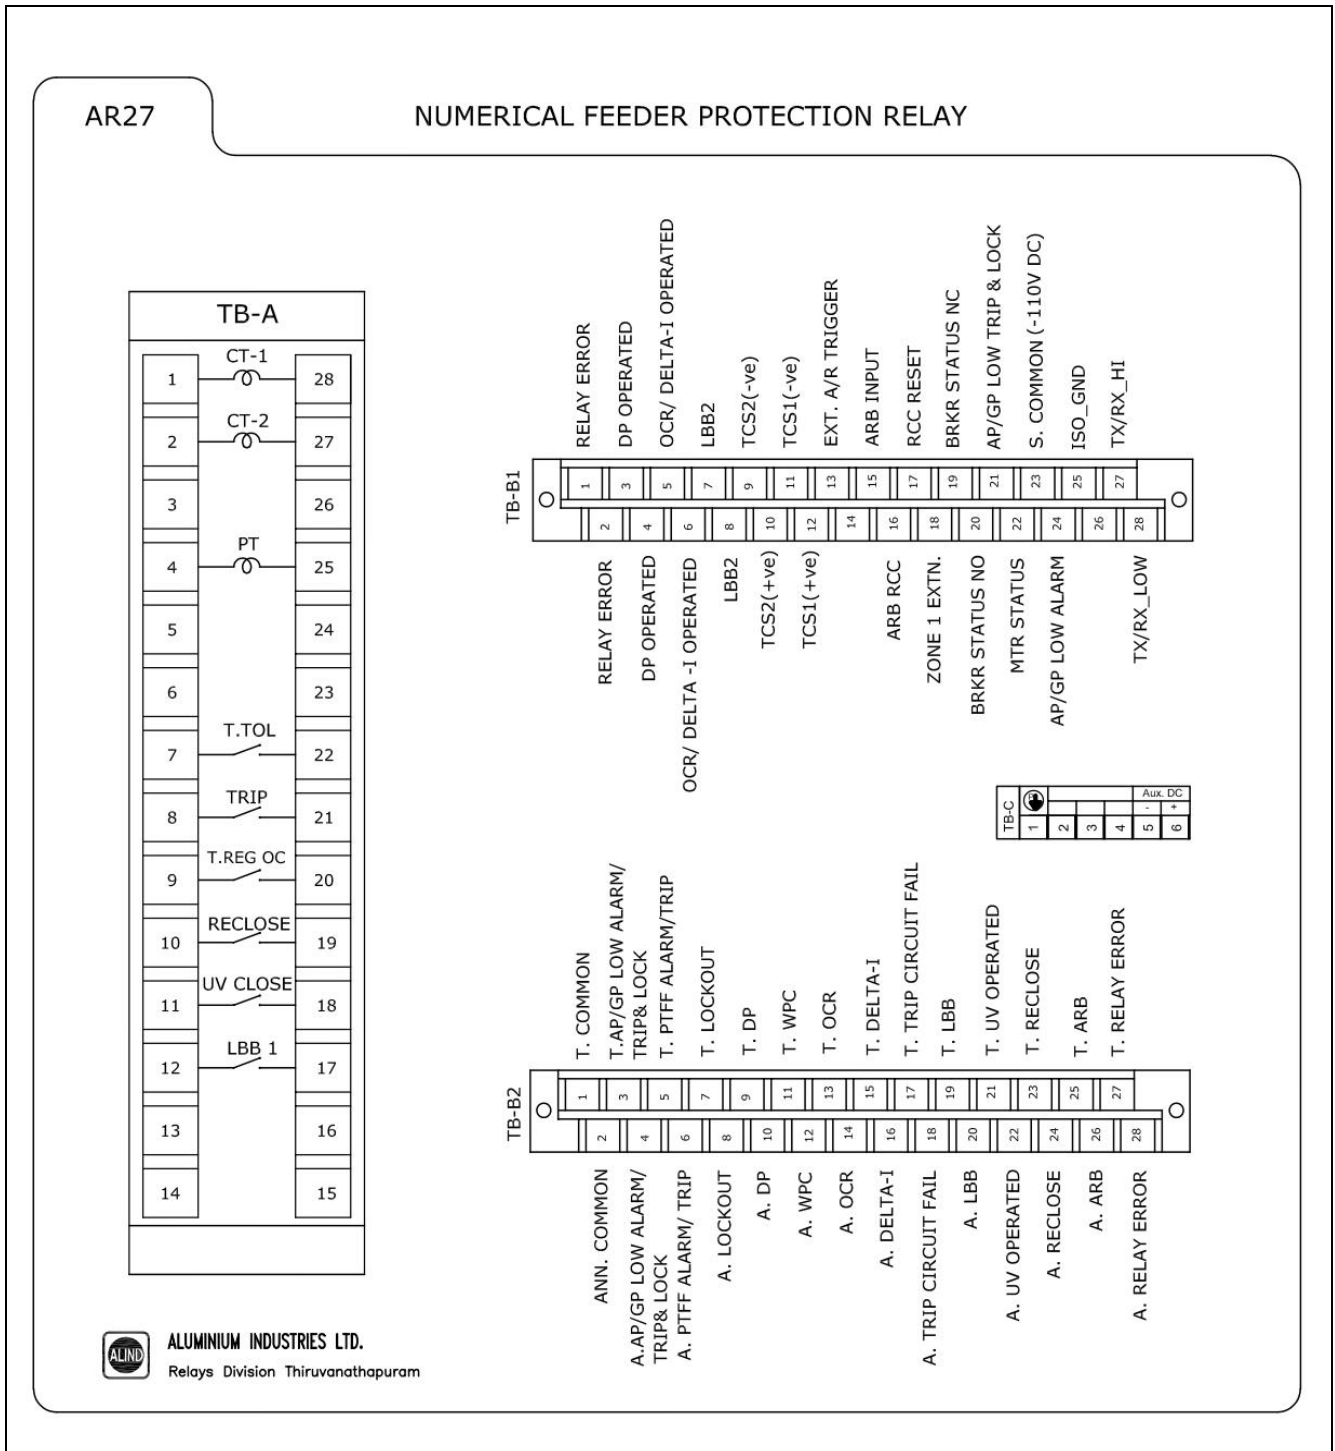 AR27
NUMERICAL FEEDER PROTECTION RELAY
TB-A
1 CT-1 28
2 CT-2 27
3 26
4 PT 25
5 24
6 23
7 T.TOL 22
8 TRIP 21
9 T.REG OC 20
10 RECLOSE 19
11 UV CLOSE 18
12 LBB 1 17
13 16
14 15
TB-B1
RELAY ERROR
DP OPERATED
OCR/ DELTA-I OPERATED
LBB2
TCS2(-ve)
TCS1(-ve)
EXT. A/R TRIGGER
ARB INPUT
RCC RESET
BRKR STATUS NC
AP/GP LOW TRIP & LOCK
S. COMMON (-110V DC)
ISO_GND
TX/RX_HI
1 3 5 7 9 11 13 15 17 19 21 23 25 27
2 4 6 8 10 12 14 16 18 20 22 24 26 28
RELAY ERROR
DP OPERATED
OCR/ DELTA -I OPERATED
LBB2
TCS2(+ve)
TCS1(+ve)
ARB RCC
ZONE 1 EXTN.
BRKR STATUS NO
MTR STATUS
AP/GP LOW ALARM
TX/RX_LOW
TB-C
1 2 3 4 5 6
Aux. DC
- +
TB-B2
T. COMMON
T.AP/GP LOW ALARM/
TRIP& LOCK
T. PTFF ALARM/TRIP
T. LOCKOUT
T. DP
T. WPC
T. OCR
T. DELTA-I
T. TRIP CIRCUIT FAIL
T. LBB
T. UV OPERATED
T. RECLOSE
T. ARB
T. RELAY ERROR
1 3 5 7 9 11 13 15 17 19 21 23 25 27
2 4 6 8 10 12 14 16 18 20 22 24 26 28
ANN. COMMON
A.AP/GP LOW ALARM/
TRIP& LOCK
A. PTFF ALARM/ TRIP
A. LOCKOUT
A. DP
A. WPC
A. OCR
A. DELTA-I
A. TRIP CIRCUIT FAIL
A. LBB
A. UV OPERATED
A. RECLOSE
A. ARB
A. RELAY ERROR
ALIND
ALUMINIUM INDUSTRIES LTD.
Relays Division Thiruvanathapuram